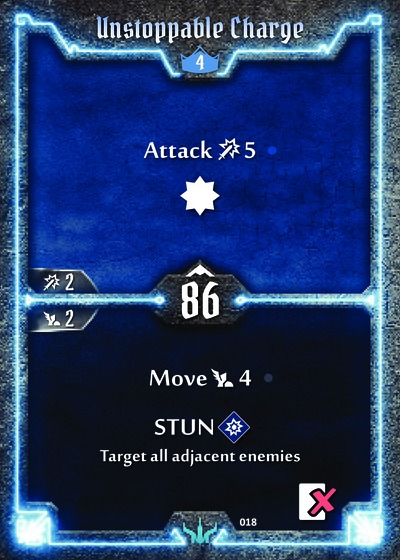 Unstoppable Charge
4
Attack 5
2
86
2
Move 4
STUN
Target all adjacent enemies
018